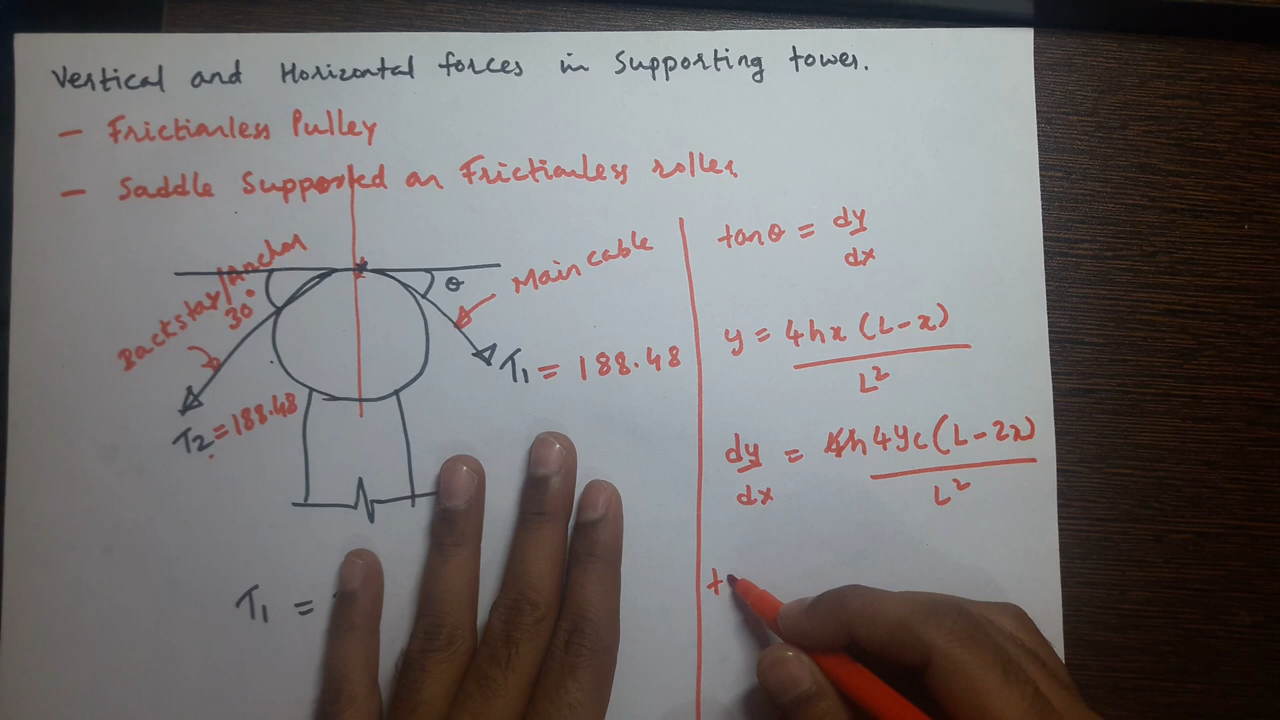 Vertical and Horizontal forces in Supporting tower.
– Frictionless Pulley
– Saddle Supported on Frictionless roller
Backstay/Anchor
30°
θ
Main cable
T₁ = 188.48
T₂ = 188.48
T₁ =
tanθ = dy/dx
y = 4hx(L-x)/L²
dy/dx = 4yc(L-2x)/L²
t